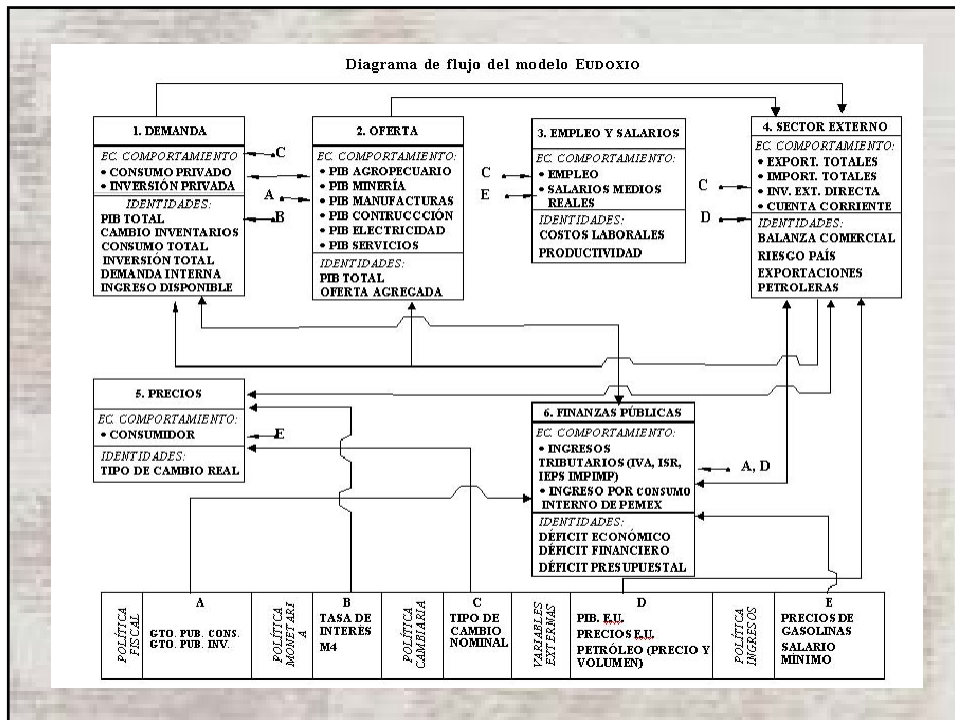 Diagrama de flujo del modelo EUDOXIO
1. DEMANDA
EC. COMPORTAMIENTO
• CONSUMO PRIVADO
• INVERSIÓN PRIVADA
IDENTIDADES:
PIB TOTAL
CAMBIO INVENTARIOS
CONSUMO TOTAL
INVERSIÓN TOTAL
DEMANDA INTERNA
INGRESO DISPONIBLE
C
A
B
2. OFERTA
EC. COMPORTAMIENTO:
• PIB AGROPECUARIO
• PIB MINERÍA
• PIB MANUFACTURAS
• PIB CONTRUCCCIÓN
• PIB ELECTRICIDAD
• PIB SERVICIOS
IDENTIDADES:
PIB TOTAL
OFERTA AGREGADA
C
E
3. EMPLEO Y SALARIOS
EC. COMPORTAMIENTO:
• EMPLEO
• SALARIOS MEDIOS
REALES
IDENTIDADES:
COSTOS LABORALES
PRODUCTIVIDAD
C
D
4. SECTOR EXTERNO
EC. COMPORTAMIENTO:
• EXPORT. TOTALES
• IMPORT. TOTALES
• INV. EXT. DIRECTA
• CUENTA CORRIENTE
IDENTIDADES:
BALANZA COMERCIAL
RIESGO PAÍS
EXPORTACIONES
PETROLERAS
5. PRECIOS
EC. COMPORTAMIENTO:
• CONSUMIDOR
IDENTIDADES:
TIPO DE CAMBIO REAL
E
6. FINANZAS PÚBLICAS
EC. COMPORTAMIENTO:
• INGRESOS
TRIBUTARIOS (IVA, ISR,
IEPS IMPIMP)
• INGRESO POR CONSUMO
INTERNO DE PEMEX
IDENTIDADES:
DÉFICIT ECONÓMICO
DÉFICIT FINANCIERO
DÉFICIT PRESUPUESTAL
A, D
POLÍTICA
FISCAL
A
GTO. PUB. CONS.
GTO. PUB. INV.
POLÍTICA
MONETARI
A
B
TASA DE
INTERÉS
M4
POLÍTICA
CAMBIARIA
C
TIPO DE
CAMBIO
NOMINAL
VARIABLES
EXTERNAS
D
PIB. E.U.
PRECIOS E.U.
PETRÓLEO (PRECIO Y
VOLUMEN)
POLÍTICA
INGRESOS
E
PRECIOS DE
GASOLINAS
SALARIO
MÍNIMO